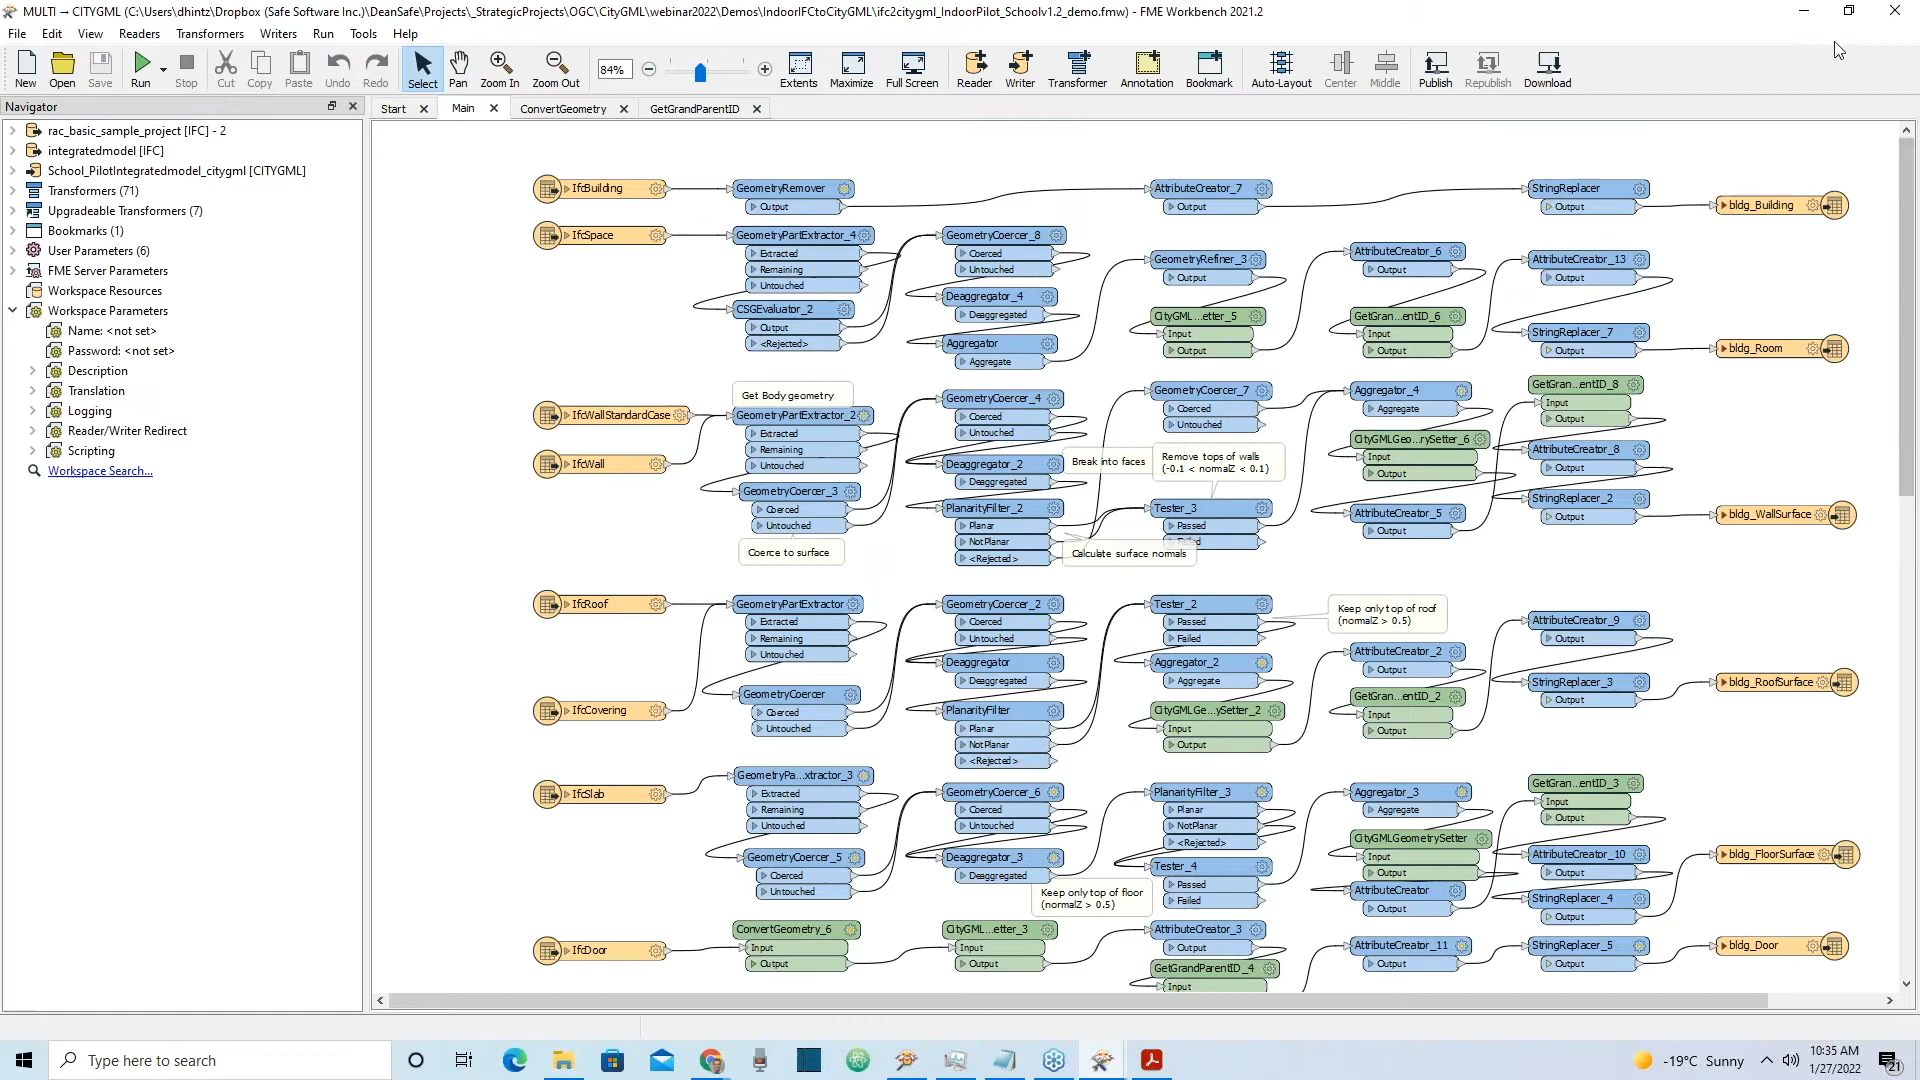 MULTI → CITYGML (C:\Users\dhintz\Dropbox (Safe Software Inc.)\DeanSafe\Projects\_StrategicProjects\OGC\CityGML\webinar2022\Demos\IndoorIFCtoCityGML\ifc2citygml_IndoorPilot_Schoolv1.2_demo.fmw) - FME Workbench 2021.2
File Edit View Readers Transformers Writers Run Tools Help
New Open Save Run Stop Cut Copy Paste Undo Redo Select Pan Zoom In Zoom Out 84% Extents Maximize Full Screen Reader Writer Transformer Annotation Bookmark Auto-Layout Center Middle Publish Republish Download
Navigator
Start Main ConvertGeometry GetGrandParentID
rac_basic_sample_project [IFC] - 2
integratedmodel [IFC]
School_PilotIntegratedmodel_citygml [CITYGML]
Transformers (71)
Upgradeable Transformers (7)
Bookmarks (1)
User Parameters (6)
FME Server Parameters
Workspace Resources
Workspace Parameters
Name: <not set>
Password: <not set>
Description
Translation
Logging
Reader/Writer Redirect
Scripting
Workspace Search...
IfcBuilding GeometryRemover AttributeCreator_7 StringReplacer
Output Output Output bldg_Building
IfcSpace GeometryPartExtractor_4 GeometryCoercer_8
Extracted Coerced GeometryRefiner_3 AttributeCreator_6 AttributeCreator_13
Remaining Untouched Output Output Output
Untouched Deaggregator_4
CSGEvaluator_2 Deaggregated CityGML...etter_5 GetGran...entID_6
Output Input Input StringReplacer_7
<Rejected> Aggregator Output Output Output bldg_Room
Aggregate
Get Body geometry GeometryCoercer_4 GeometryCoercer_7 Aggregator_4 GetGran...entID_8
IfcWallStandardCase GeometryPartExtractor_2 Coerced Coerced Aggregate Input
Extracted Untouched Untouched Output
Remaining CityGMLGeo...rySetter_6
IfcWall Untouched Deaggregator_2 Break into faces Remove tops of walls Input AttributeCreator_8
Deaggregated (-0.1 < normalZ < 0.1) Output Output
GeometryCoercer_3 StringReplacer_2
Coerced PlanarityFilter_2 Tester_3 AttributeCreator_5 Output bldg_WallSurface
Untouched Planar Passed Output
NotPlanar Failed
Coerce to surface <Rejected> Calculate surface normals
IfcRoof GeometryPartExtractor GeometryCoercer_2 Tester_2 Keep only top of roof
Extracted Coerced Passed (normalZ > 0.5) AttributeCreator_9
Remaining Untouched Failed Output
Untouched Deaggregator Aggregator_2 AttributeCreator_2
Deaggregated Aggregate Output
GeometryCoercer GetGran...entID_2 StringReplacer_3
IfcCovering Coerced PlanarityFilter CityGMLGe...ySetter_2 Input Output bldg_RoofSurface
Untouched Planar Input Output
NotPlanar Output
<Rejected>
GeometryPa...xtractor_3 GetGran...entID_3
IfcSlab Extracted GeometryCoercer_6 PlanarityFilter_3 Aggregator_3 Input
Remaining Coerced Planar Aggregate Output
Untouched Untouched NotPlanar
<Rejected> CityGMLGeometrySetter
GeometryCoercer_5 Deaggregator_3 Tester_4 Input AttributeCreator_10
Coerced Deaggregated Passed Output Output bldg_FloorSurface
Untouched Keep only top of floor Failed AttributeCreator StringReplacer_4
(normalZ > 0.5) Output Output
ConvertGeometry_6 CityGML...etter_3 AttributeCreator_3
IfcDoor Input Input Output AttributeCreator_11 StringReplacer_5 bldg_Door
Output Output GetGrandParentID_4 Output Output
Input
Type here to search
-19°C Sunny
10:35 AM
1/27/2022
21